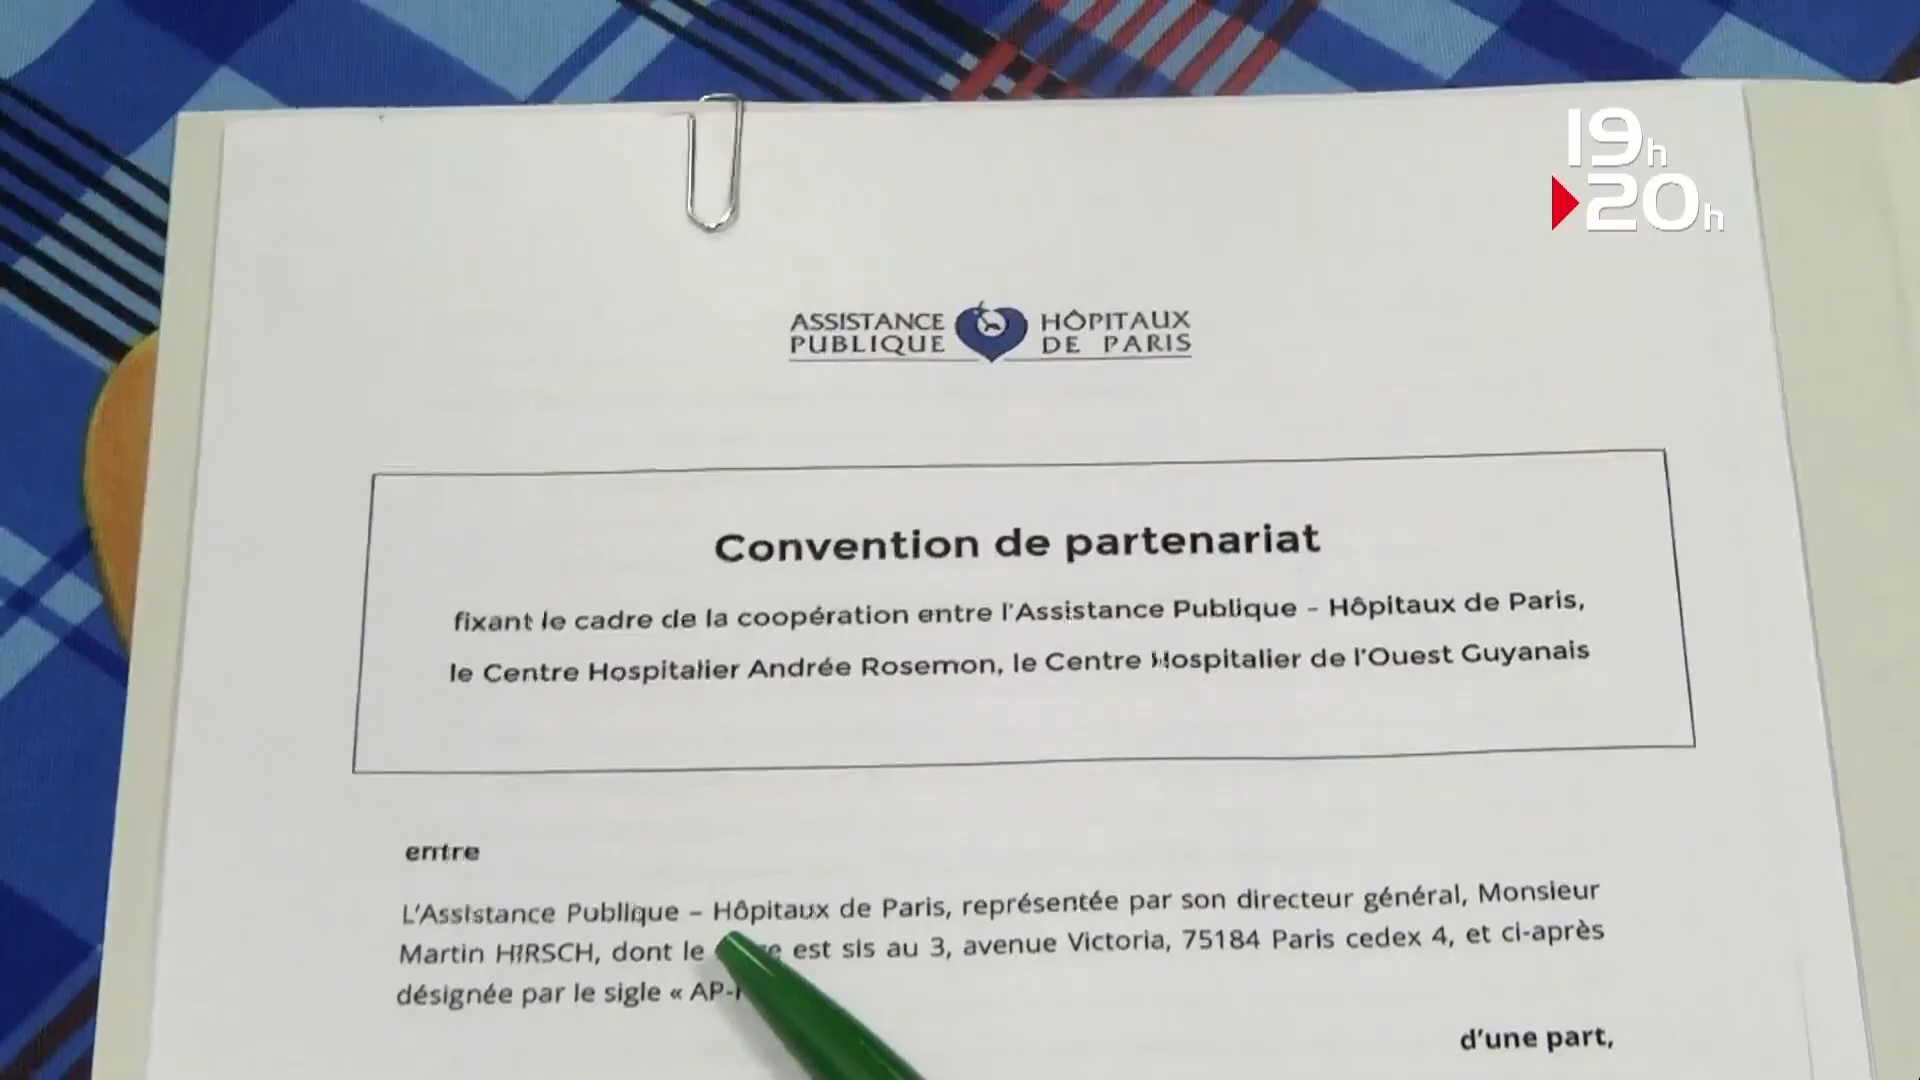 19h
20h
ASSISTANCE PUBLIQUE HÔPITAUX DE PARIS
Convention de partenariat
fixant le cadre de la coopération entre l'Assistance Publique – Hôpitaux de Paris,
le Centre Hospitalier Andrée Rosemon, le Centre Hospitalier de l'Ouest Guyanais
entre
L'Assistance Publique – Hôpitaux de Paris, représentée par son directeur général, Monsieur
Martin HIRSCH, dont le est sis au 3, avenue Victoria, 75184 Paris cedex 4, et ci-après
désignée par le sigle « AP-
d'une part,